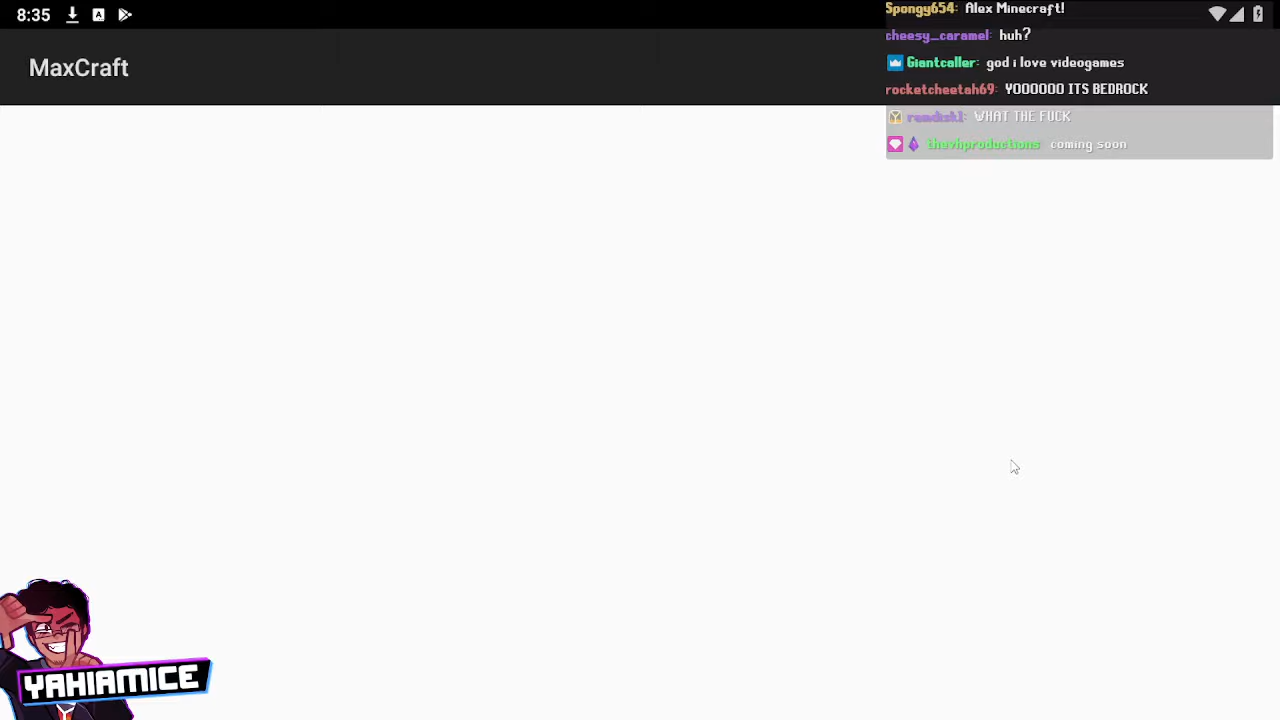 8:35
MaxCraft
Spongy654: Alex Minecraft!
cheesy_caramel: huh?
Giantcaller: god i love videogames
rocketcheetah69: YOOOOOO ITS BEDROCK
WHAT THE FUCK
thevhproductions: coming soon
YAHIAMICE